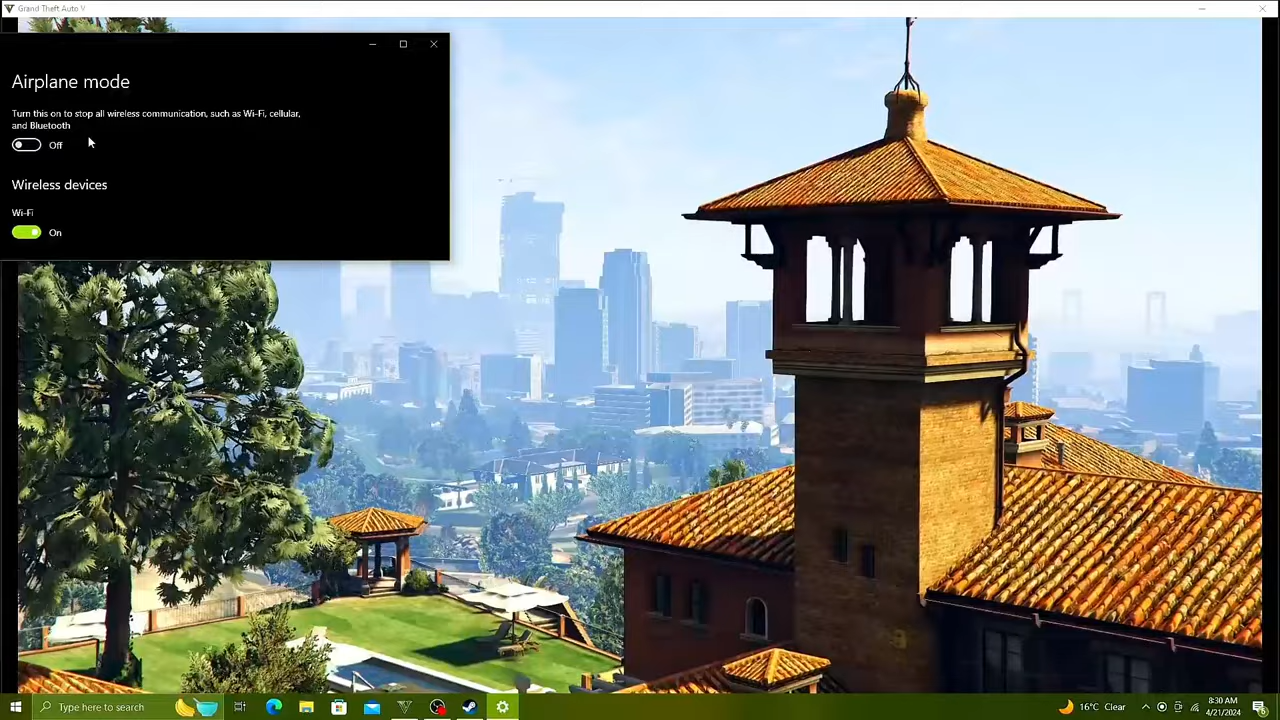 Grand Theft Auto V
Airplane mode
Turn this on to stop all wireless communication, such as Wi-Fi, cellular,
and Bluetooth
Off
Wireless devices
Wi-Fi
On
Type here to search
16°C Clear
8:30 AM
4/21/2024